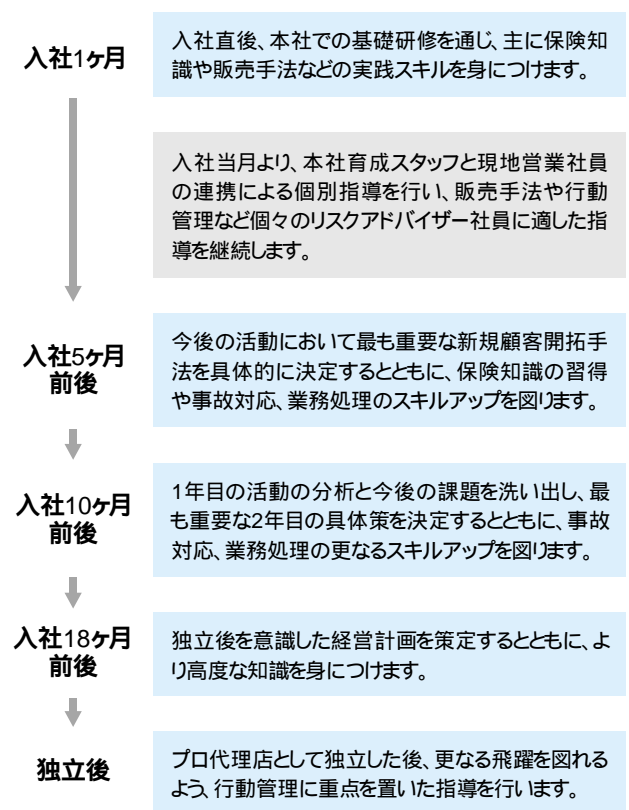 入社1ヶ月
入社直後、本社での基礎研修を通じ、主に保険知
識や販売手法などの実践スキルを身につけます。
入社当月より、本社育成スタッフと現地営業社員
の連携による個別指導を行い、販売手法や行動
管理など個々のリスクアドバイザー社員に適した指
導を継続します。
入社5ヶ月
前後
今後の活動において最も重要な新規顧客開拓手
法を具体的に決定するとともに、保険知識の習得
や事故対応、業務処理のスキルアップを図ります。
入社10ヶ月
前後
1年目の活動の分析と今後の課題を洗い出し、最
も重要な2年目の具体策を決定するとともに、事故
対応、業務処理の更なるスキルアップを図ります。
入社18ヶ月
前後
独立後を意識した経営計画を策定するとともに、よ
り高度な知識を身につけます。
独立後
プロ代理店として独立した後、更なる飛躍を図れる
よう、行動管理に重点を置いた指導を行います。